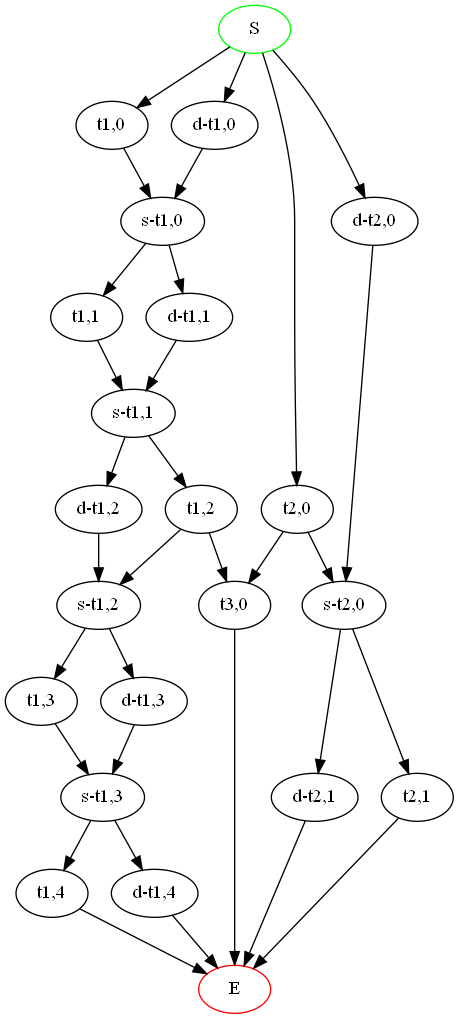 S
t1,0
d-t1,0
s-t1,0
d-t2,0
t1,1
d-t1,1
s-t1,1
d-t1,2
t1,2
t2,0
s-t1,2
t3,0
s-t2,0
t1,3
d-t1,3
s-t1,3
d-t2,1
t2,1
t1,4
d-t1,4
E